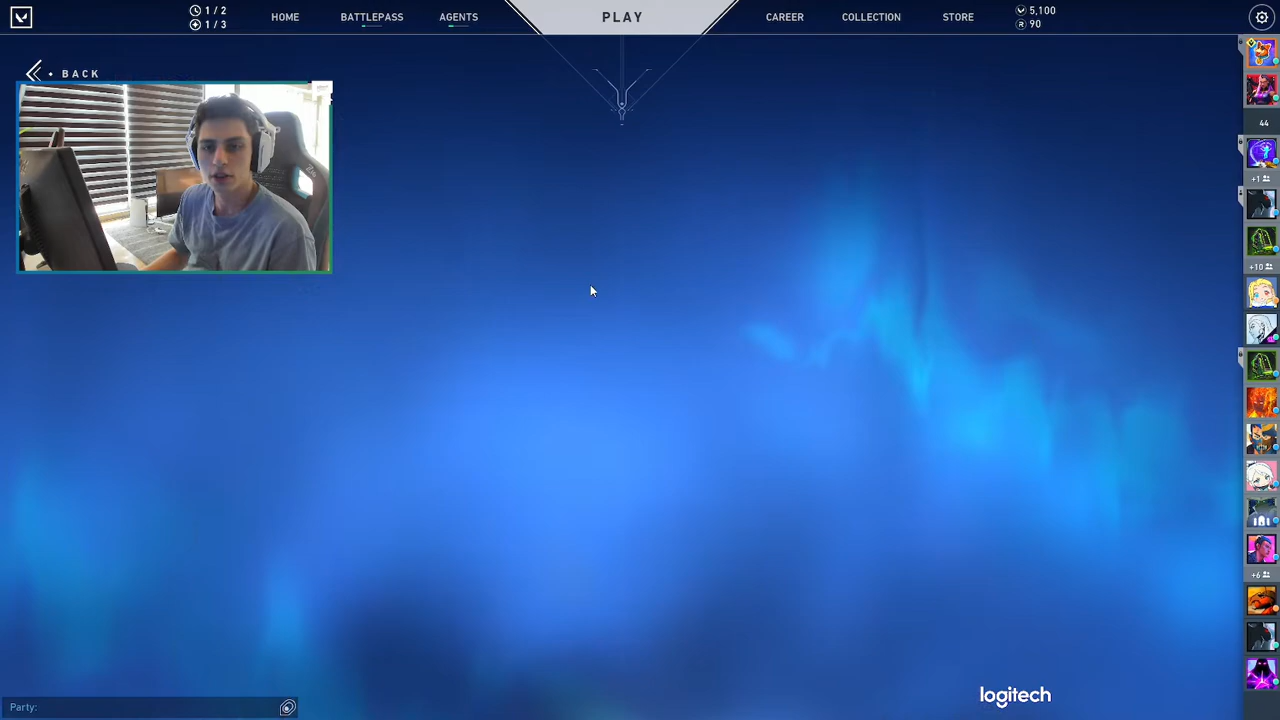 1 / 2
1 / 3
HOME
BATTLEPASS
AGENTS
PLAY
CAREER
COLLECTION
STORE
5,100
R 90
BACK
44
+1
+10
+6
Party:
logitech